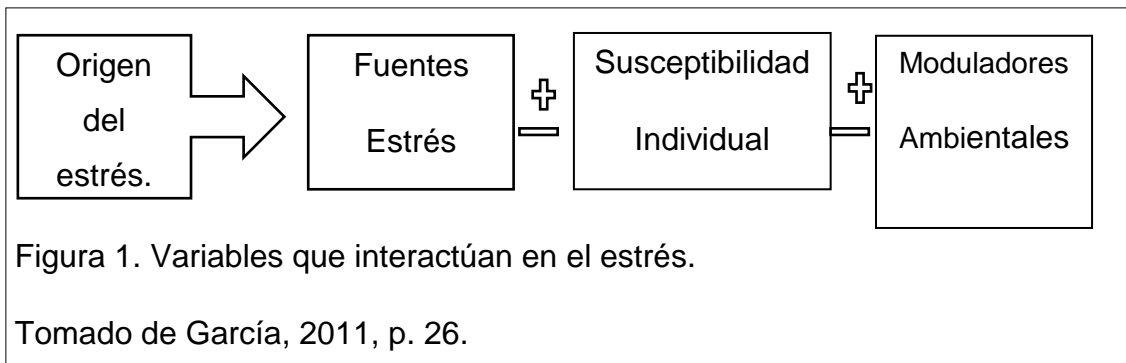 Origen
del
estrés.
Fuentes
Estrés
Susceptibilidad
Individual
Moduladores
Ambientales
Figura 1. Variables que interactúan en el estrés.
Tomado de García, 2011, p. 26.